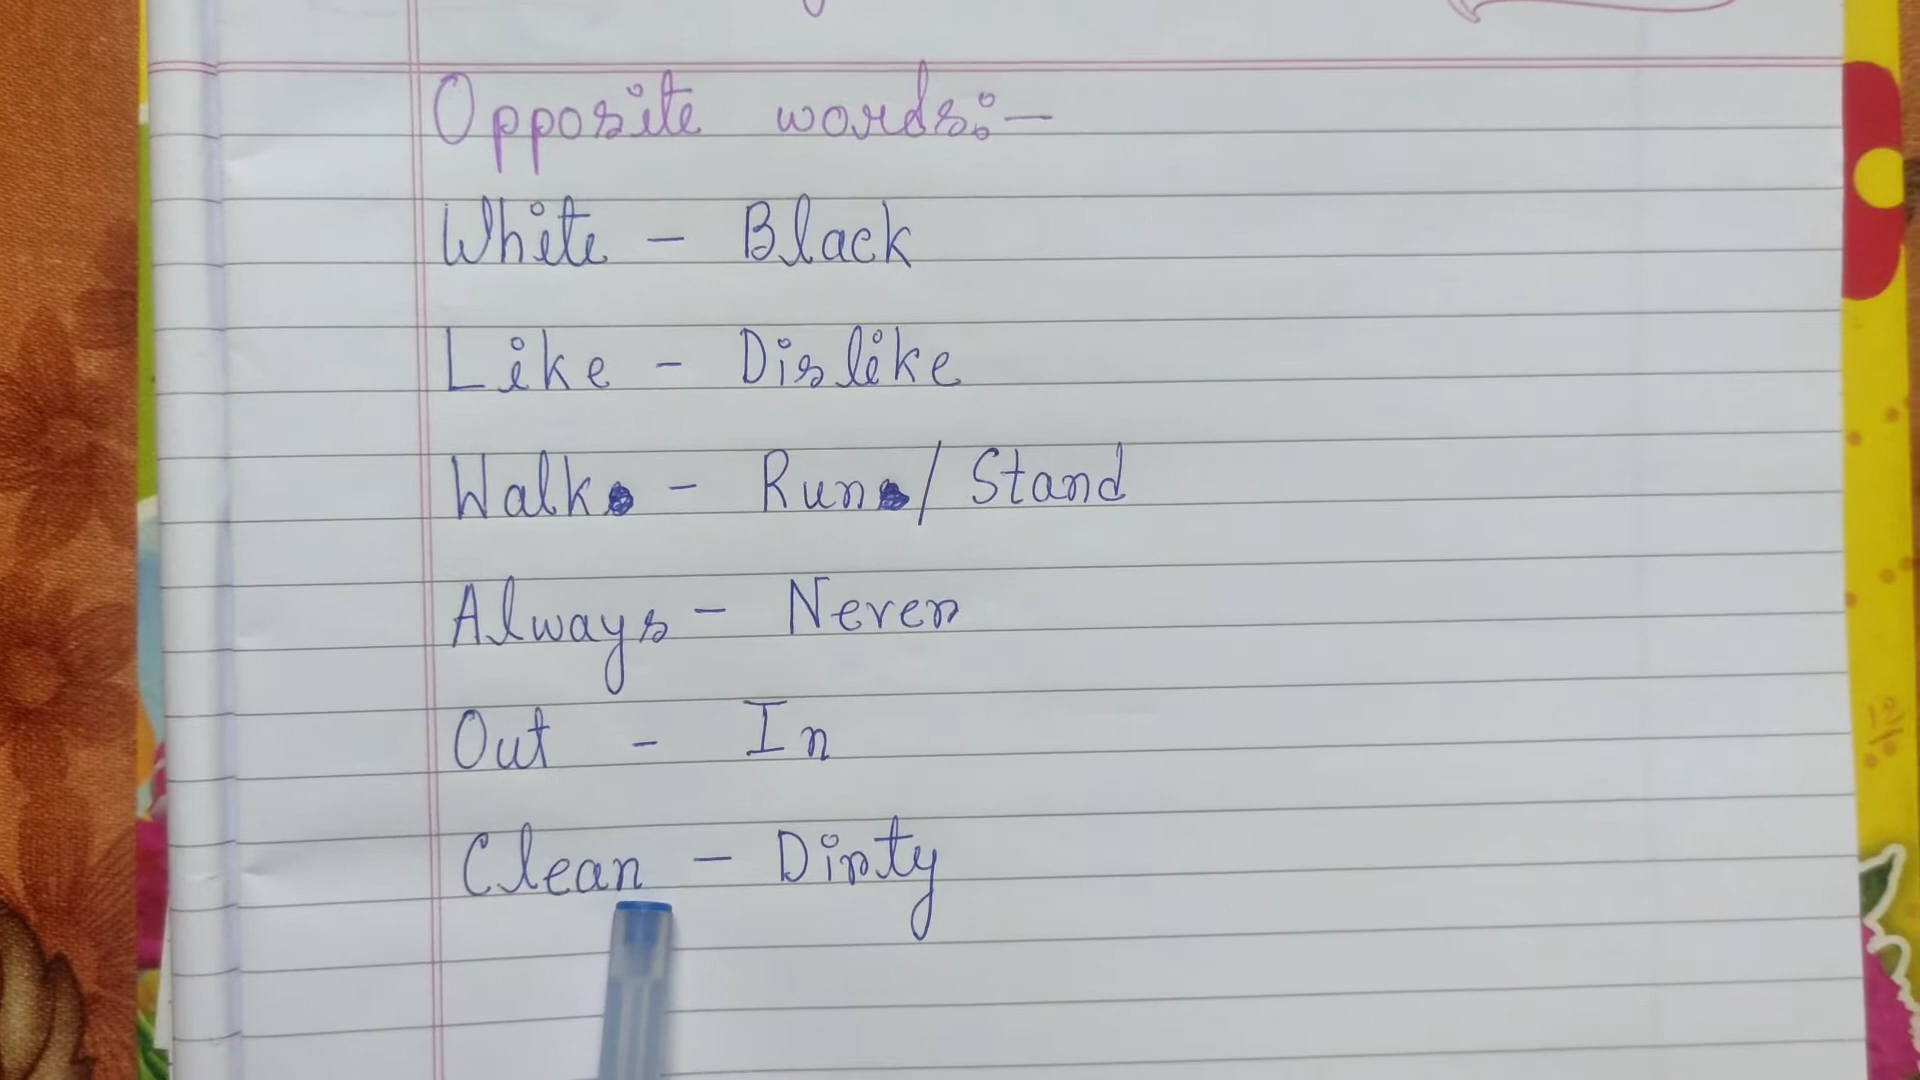 Opposite words:-
White - Black
Like - Dislike
Walk - Run / Stand
Always - Never
Out - In
Clean - Dirty